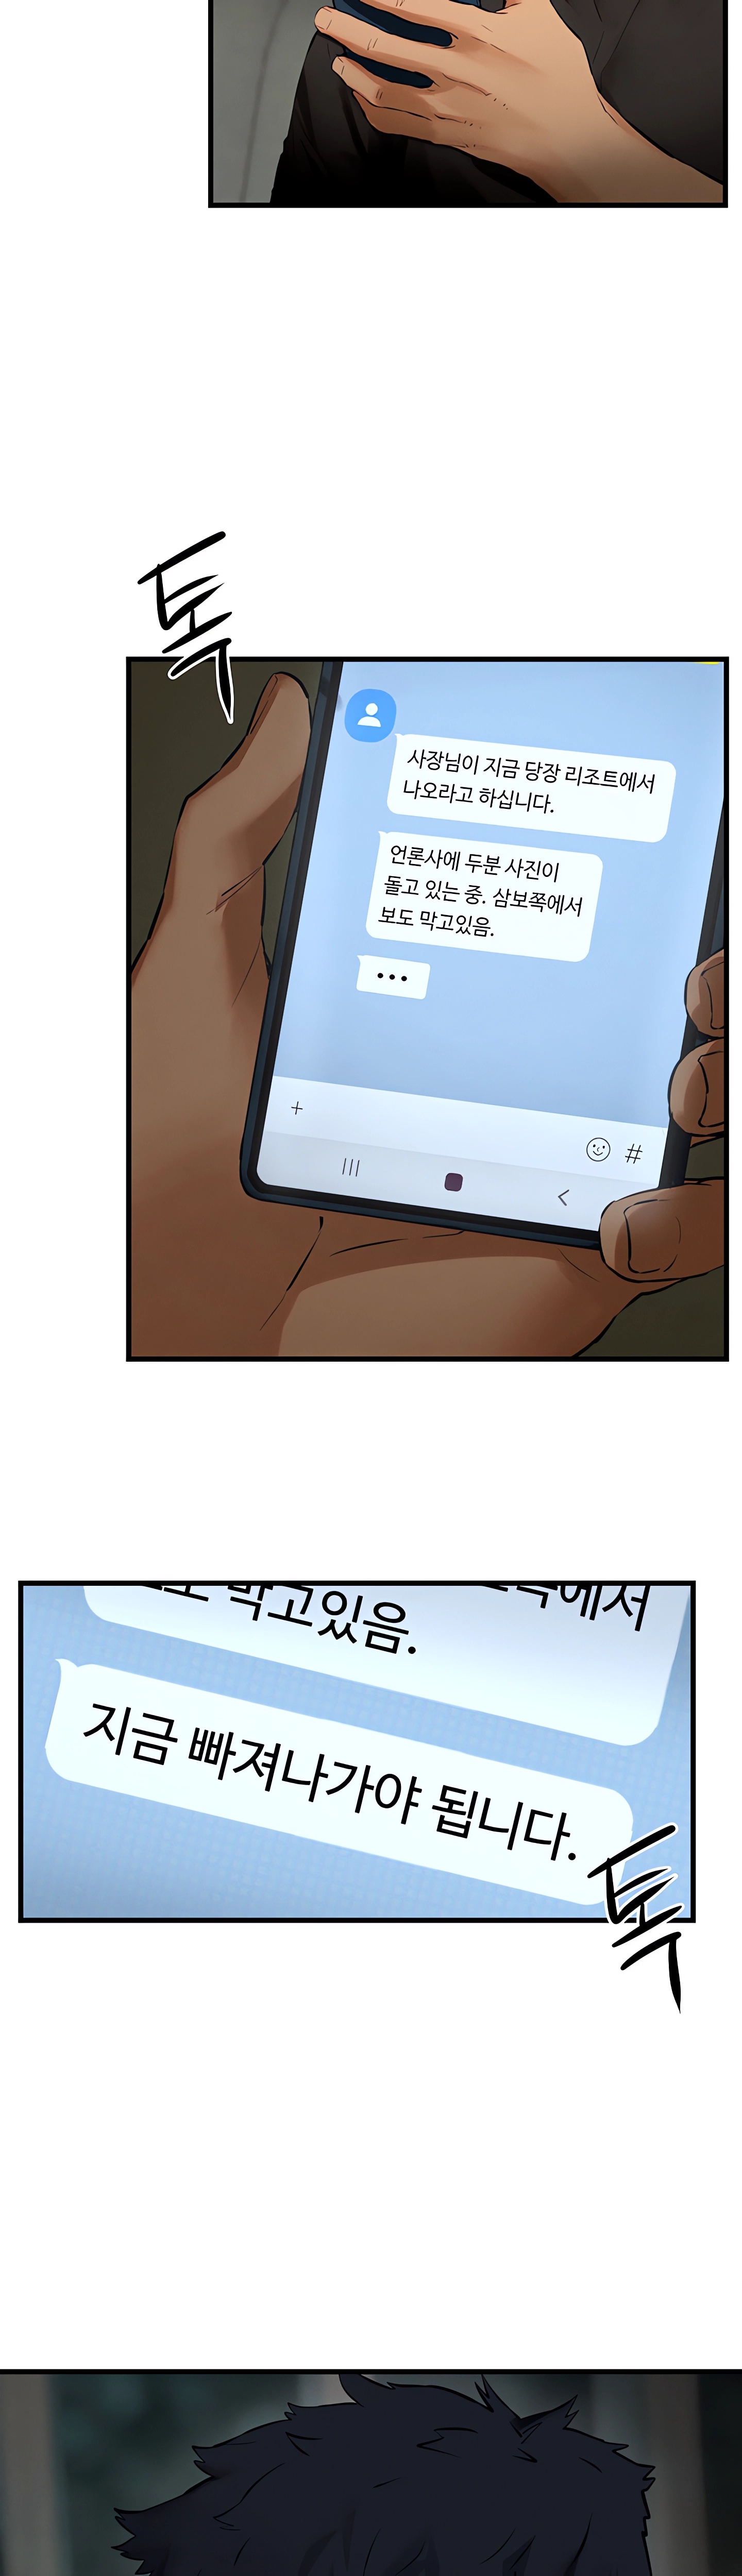 톡
사장님이 지금 당장 리조트에서
나오라고 하십니다.
언론사에 두분 사진이
돌고 있는 중. 삼보쪽에서
보도 막고있음.
•••
+
#
쪽에서
보도 막고있음.
지금 빠져나가야 됩니다.
톡